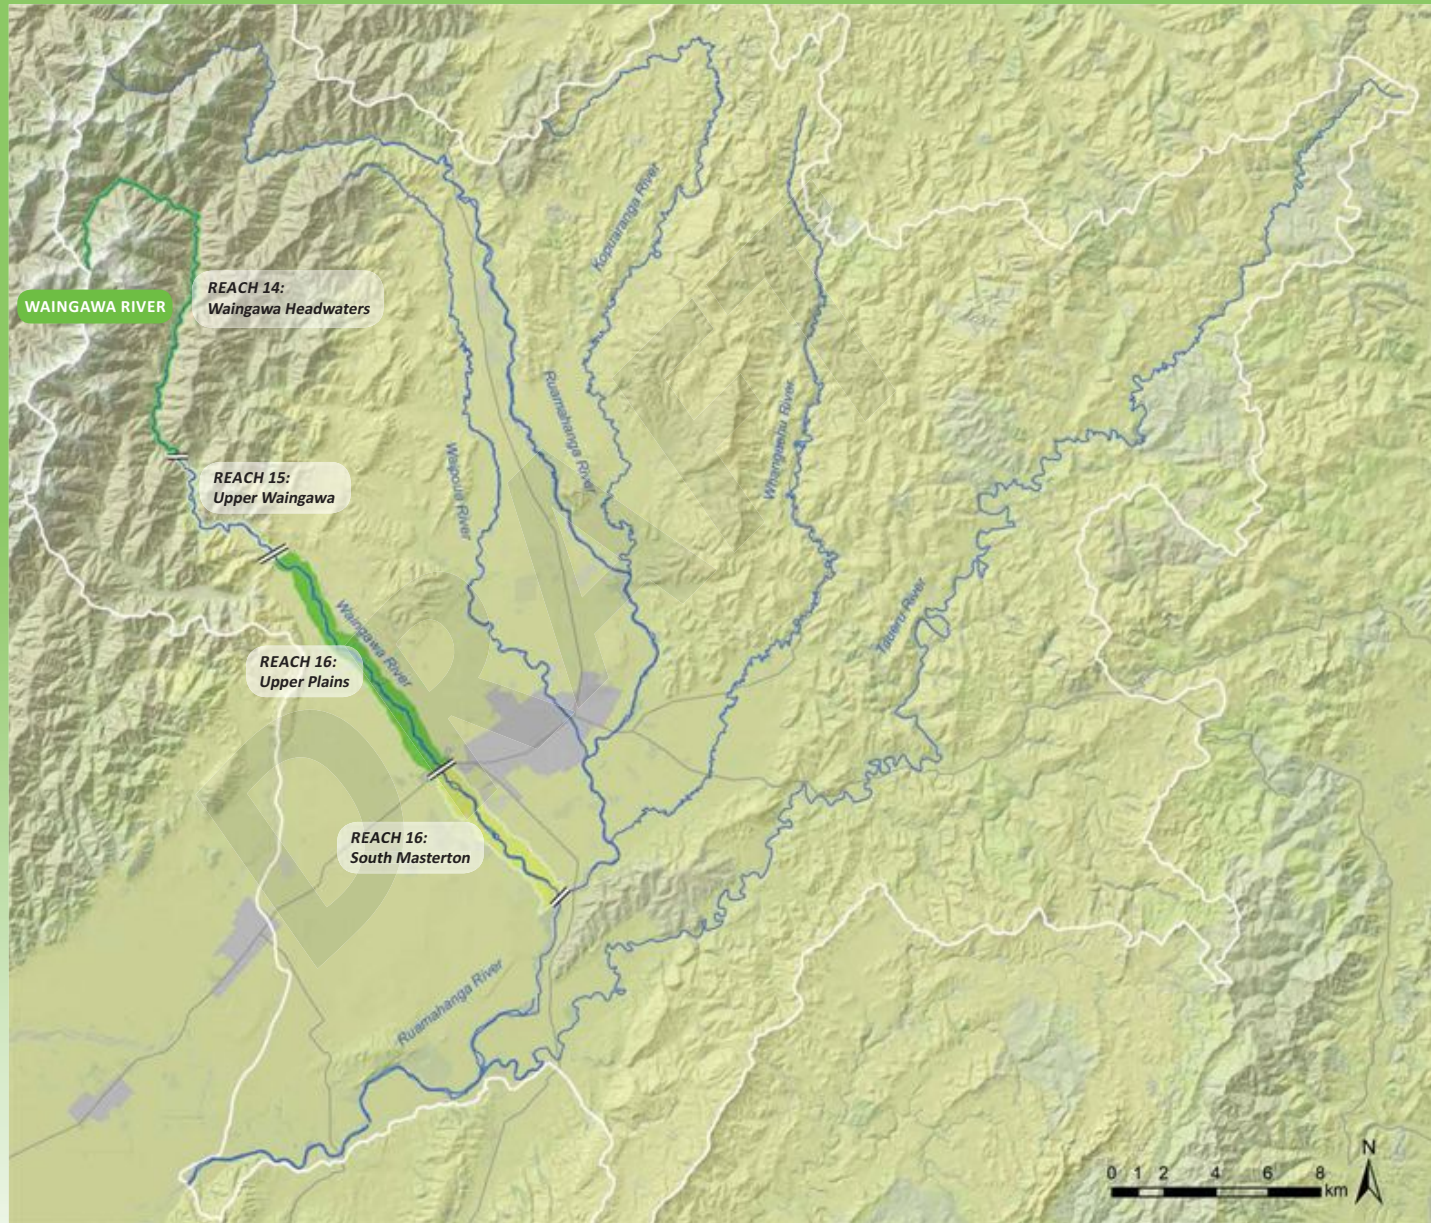 Kopuaranga River
WAINGAWA RIVER
REACH 14:
Waingawa Headwaters
Ruamahanga River
Whangaehu River
Waipoua River
REACH 15:
Upper Waingawa
Waingawa River
Taueru River
REACH 16:
Upper Plains
REACH 16:
South Masterton
Ruamahanga River
DRAFT
N
0 1 2 4 6 8
km